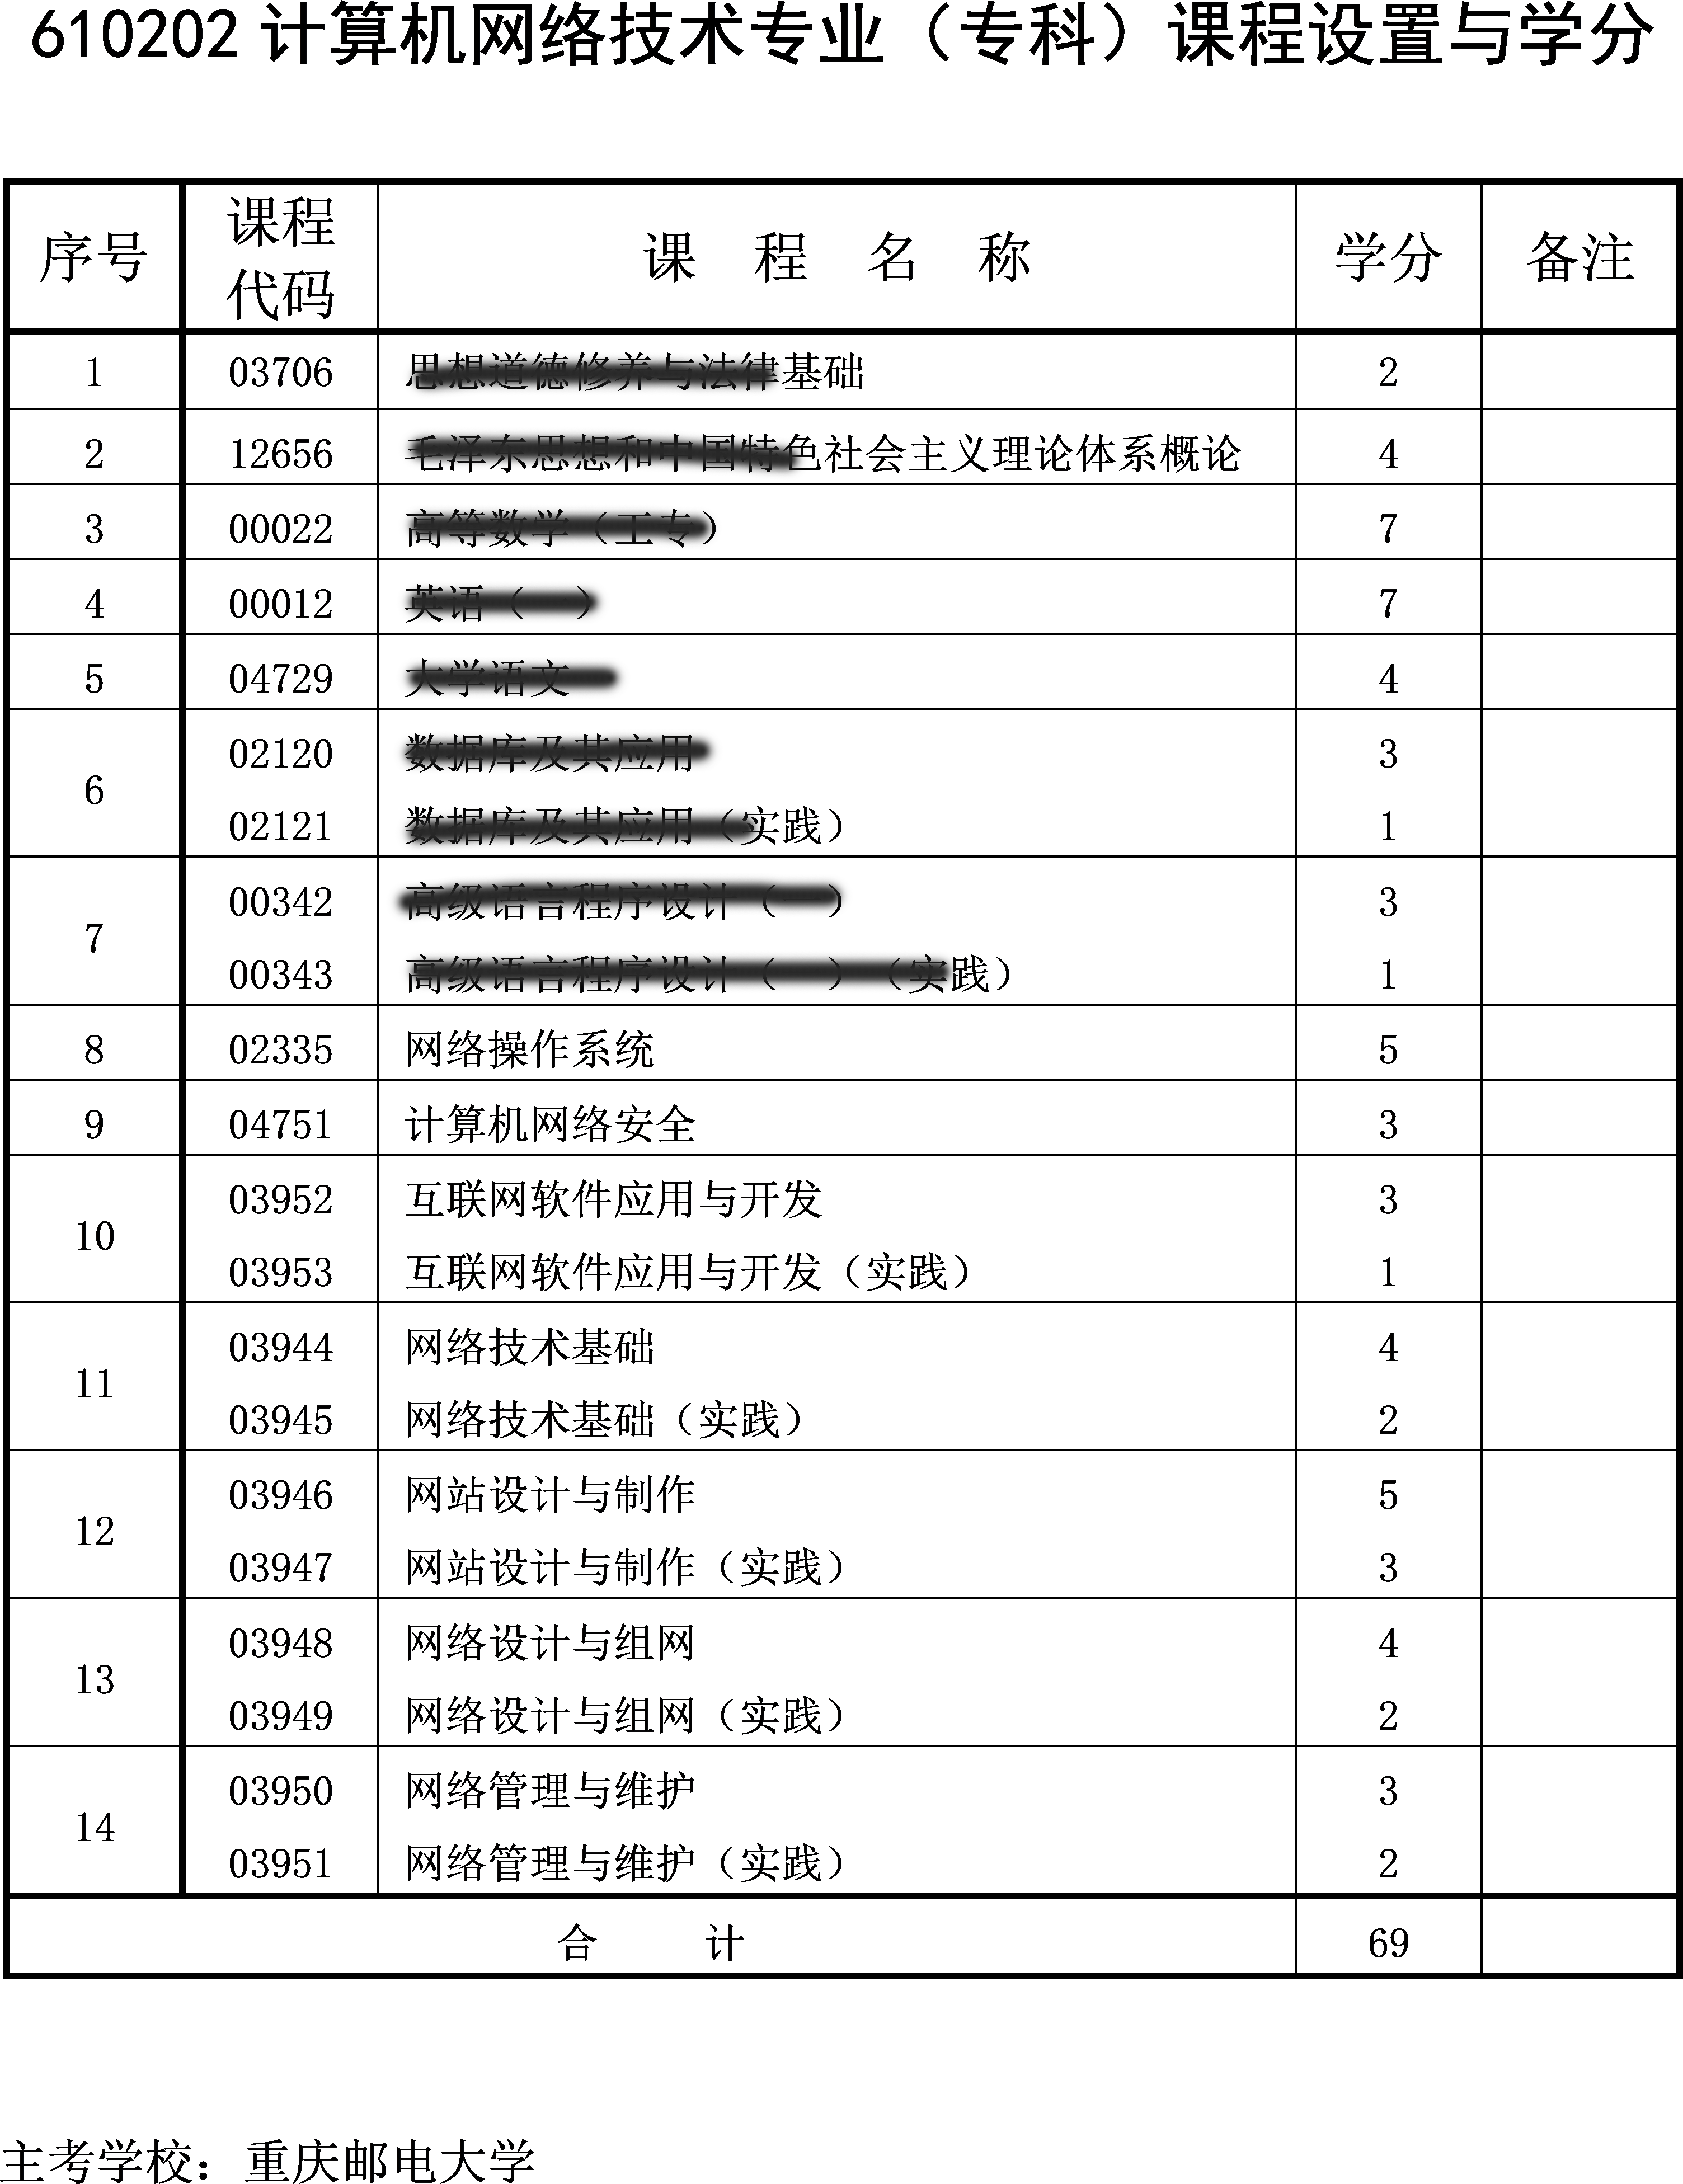 610202计算机网络技术专业（专科）课程设置与学分
序号 课程代码 课 程 名 称 学分 备注
1 03706 思想道德修养与法律基础 2
2 12656 毛泽东思想和中国特色社会主义理论体系概论 4
3 00022 高等数学（工专） 7
4 00012 英语（ ） 7
5 04729 大学语文 4
6 02120 数据库及其应用 3
02121 数据库及其应用（实践） 1
7 00342 高级语言程序设计（ ） 3
00343 高级语言程序设计（ ）（实践） 1
8 02335 网络操作系统 5
9 04751 计算机网络安全 3
10 03952 互联网软件应用与开发 3
03953 互联网软件应用与开发（实践） 1
11 03944 网络技术基础 4
03945 网络技术基础（实践） 2
12 03946 网站设计与制作 5
03947 网站设计与制作（实践） 3
13 03948 网络设计与组网 4
03949 网络设计与组网（实践） 2
14 03950 网络管理与维护 3
03951 网络管理与维护（实践） 2
合 计 69
主考学校：重庆邮电大学